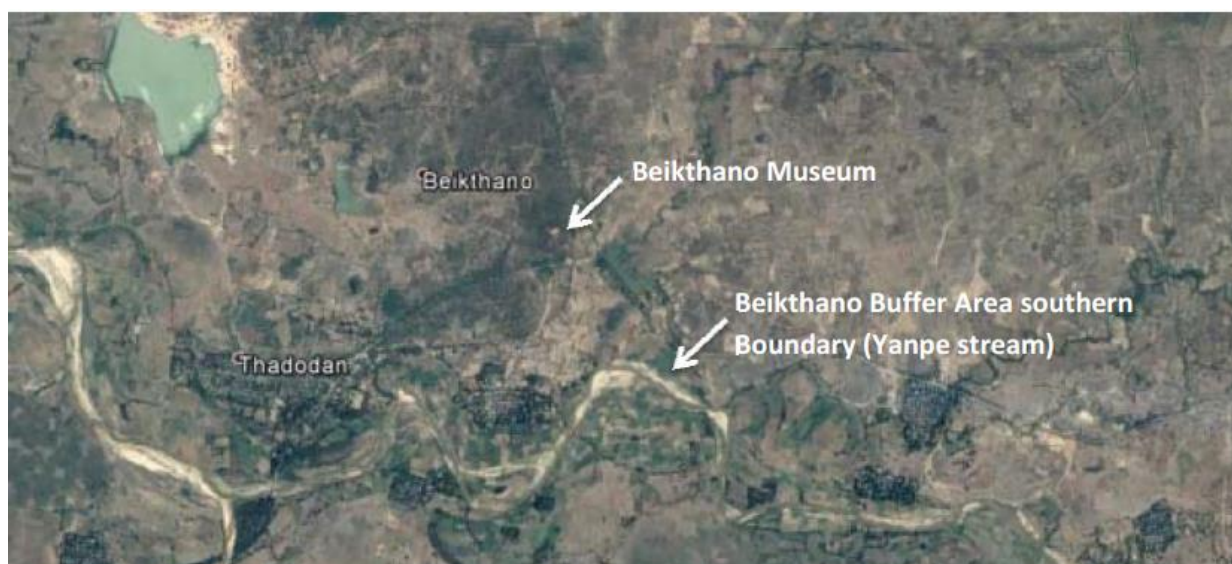 Beikthano Museum
Beikthano
Beikthano Buffer Area southern
Boundary (Yanpe stream)
Thadodan